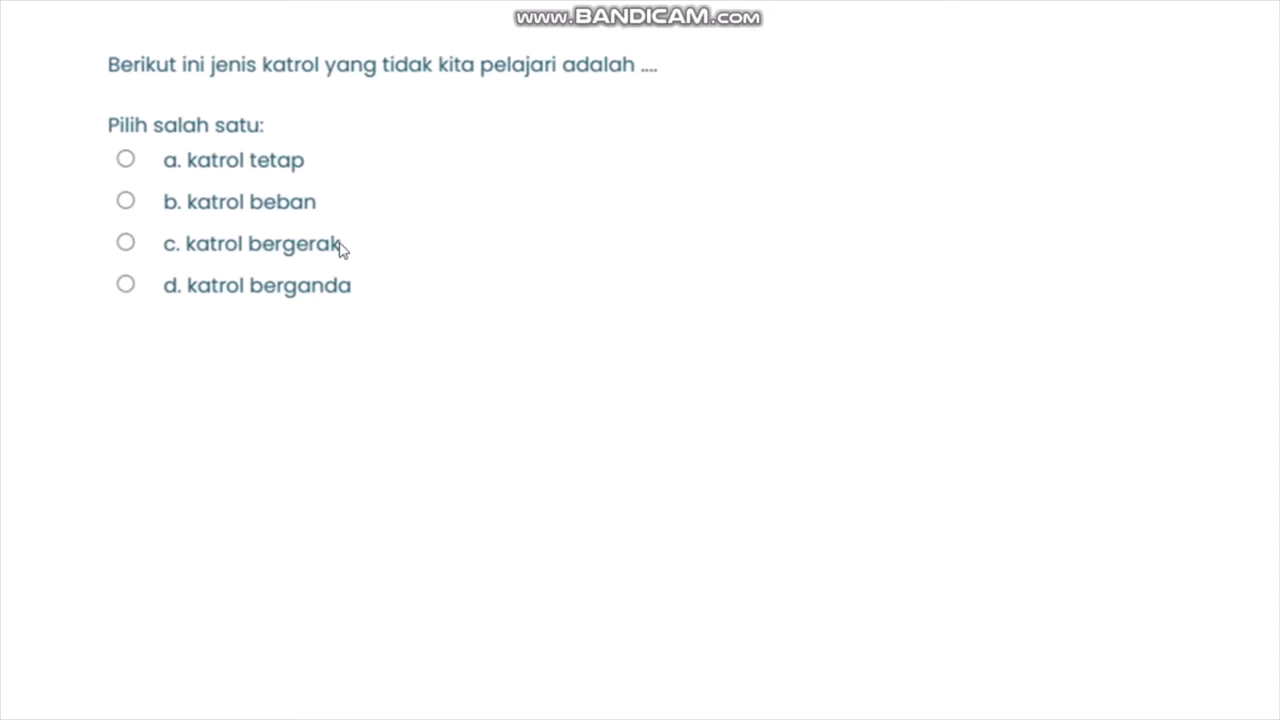 www.BANDICAM.com
Berikut ini jenis katrol yang tidak kita pelajari adalah ....
Pilih salah satu:
a. katrol tetap
b. katrol beban
c. katrol bergerak
d. katrol berganda